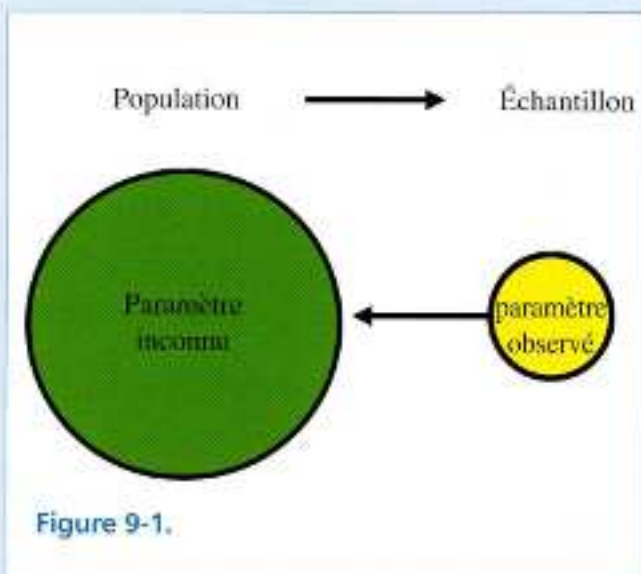 Population Échantillon
Paramètre
inconnu
paramètre
observé
Figure 9-1.